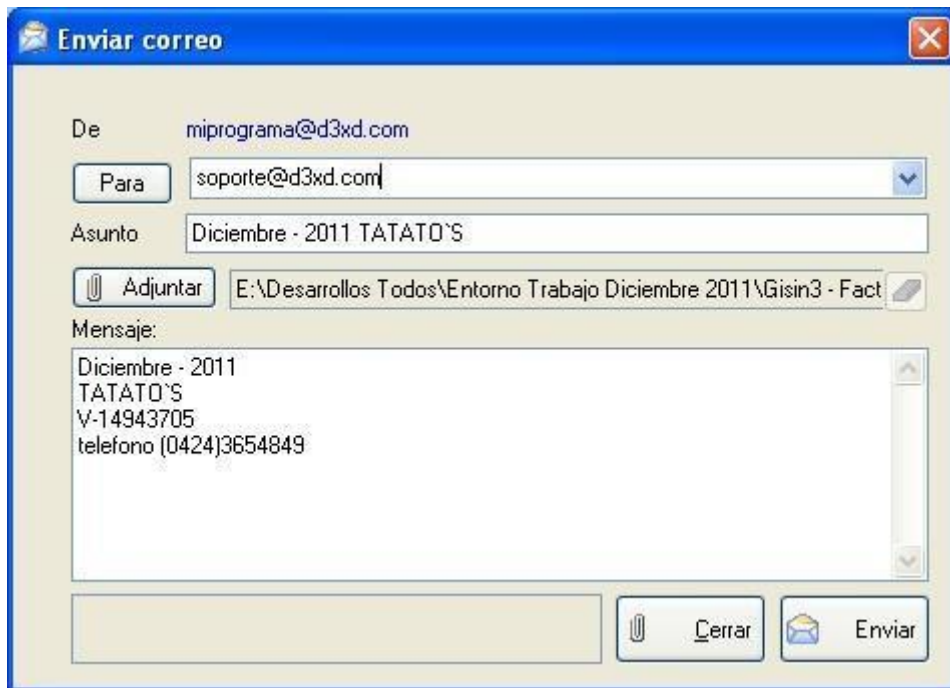 Enviar correo
De miprograma@d3xd.com
Para soporte@d3xd.com
Asunto Diciembre - 2011 TATATO`S
Adjuntar E:\Desarrollos Todos\Entorno Trabajo Diciembre 2011\Gisin3 - Fact
Mensaje:
Diciembre - 2011
TATATO`S
V-14943705
telefono (0424)3654849
Cerrar Enviar